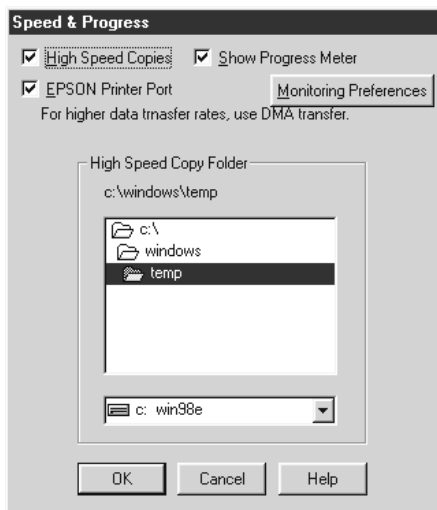 Speed & Progress
High Speed Copies Show Progress Meter
EPSON Printer Port Monitoring Preferences
For higher data trnasfer rates, use DMA transfer.
High Speed Copy Folder
c:\windows\temp
c:\
windows
temp
c: win98e
OK Cancel Help